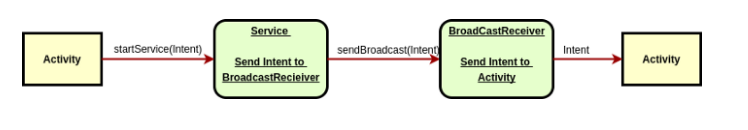 Activity
startService(Intent)
Service
Send Intent to
BroadcastRecieiver
sendBroadcast(Intent)
BroadCastReceiver
Send Intent to
Activity
Intent
Activity